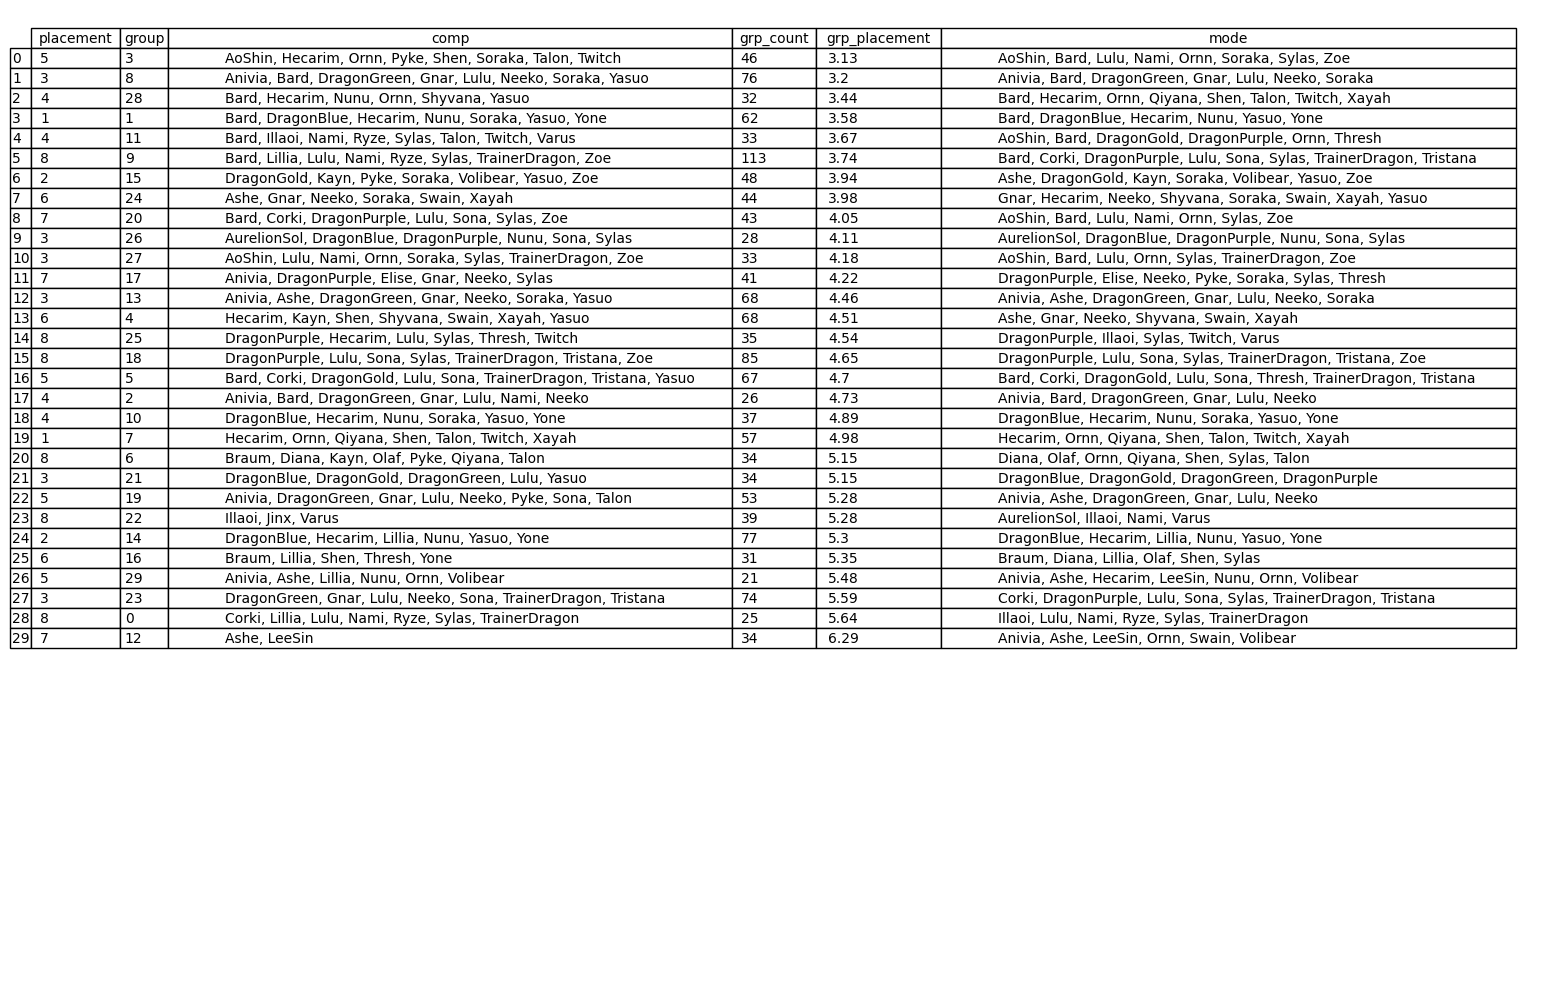 placement group comp grp_count grp_placement mode
0 5 3 AoShin, Hecarim, Ornn, Pyke, Shen, Soraka, Talon, Twitch 46 3.13 AoShin, Bard, Lulu, Nami, Ornn, Soraka, Sylas, Zoe
1 3 8 Anivia, Bard, DragonGreen, Gnar, Lulu, Neeko, Soraka, Yasuo 76 3.2 Anivia, Bard, DragonGreen, Gnar, Lulu, Neeko, Soraka
2 4 28 Bard, Hecarim, Nunu, Ornn, Shyvana, Yasuo 32 3.44 Bard, Hecarim, Ornn, Qiyana, Shen, Talon, Twitch, Xayah
3 1 1 Bard, DragonBlue, Hecarim, Nunu, Soraka, Yasuo, Yone 62 3.58 Bard, DragonBlue, Hecarim, Nunu, Yasuo, Yone
4 4 11 Bard, Illaoi, Nami, Ryze, Sylas, Talon, Twitch, Varus 33 3.67 AoShin, Bard, DragonGold, DragonPurple, Ornn, Thresh
5 8 9 Bard, Lillia, Lulu, Nami, Ryze, Sylas, TrainerDragon, Zoe 113 3.74 Bard, Corki, DragonPurple, Lulu, Sona, Sylas, TrainerDragon, Tristana
6 2 15 DragonGold, Kayn, Pyke, Soraka, Volibear, Yasuo, Zoe 48 3.94 Ashe, DragonGold, Kayn, Soraka, Volibear, Yasuo, Zoe
7 6 24 Ashe, Gnar, Neeko, Soraka, Swain, Xayah 44 3.98 Gnar, Hecarim, Neeko, Shyvana, Soraka, Swain, Xayah, Yasuo
8 7 20 Bard, Corki, DragonPurple, Lulu, Sona, Sylas, Zoe 43 4.05 AoShin, Bard, Lulu, Nami, Ornn, Sylas, Zoe
9 3 26 AurelionSol, DragonBlue, DragonPurple, Nunu, Sona, Sylas 28 4.11 AurelionSol, DragonBlue, DragonPurple, Nunu, Sona, Sylas
10 3 27 AoShin, Lulu, Nami, Ornn, Soraka, Sylas, TrainerDragon, Zoe 33 4.18 AoShin, Bard, Lulu, Ornn, Sylas, TrainerDragon, Zoe
11 7 17 Anivia, DragonPurple, Elise, Gnar, Neeko, Sylas 41 4.22 DragonPurple, Elise, Neeko, Pyke, Soraka, Sylas, Thresh
12 3 13 Anivia, Ashe, DragonGreen, Gnar, Neeko, Soraka, Yasuo 68 4.46 Anivia, Ashe, DragonGreen, Gnar, Lulu, Neeko, Soraka
13 6 4 Hecarim, Kayn, Shen, Shyvana, Swain, Xayah, Yasuo 68 4.51 Ashe, Gnar, Neeko, Shyvana, Swain, Xayah
14 8 25 DragonPurple, Hecarim, Lulu, Sylas, Thresh, Twitch 35 4.54 DragonPurple, Illaoi, Sylas, Twitch, Varus
15 8 18 DragonPurple, Lulu, Sona, Sylas, TrainerDragon, Tristana, Zoe 85 4.65 DragonPurple, Lulu, Sona, Sylas, TrainerDragon, Tristana, Zoe
16 5 5 Bard, Corki, DragonGold, Lulu, Sona, TrainerDragon, Tristana, Yasuo 67 4.7 Bard, Corki, DragonGold, Lulu, Sona, Thresh, TrainerDragon, Tristana
17 4 2 Anivia, Bard, DragonGreen, Gnar, Lulu, Nami, Neeko 26 4.73 Anivia, Bard, DragonGreen, Gnar, Lulu, Neeko
18 4 10 DragonBlue, Hecarim, Nunu, Soraka, Yasuo, Yone 37 4.89 DragonBlue, Hecarim, Nunu, Soraka, Yasuo, Yone
19 1 7 Hecarim, Ornn, Qiyana, Shen, Talon, Twitch, Xayah 57 4.98 Hecarim, Ornn, Qiyana, Shen, Talon, Twitch, Xayah
20 8 6 Braum, Diana, Kayn, Olaf, Pyke, Qiyana, Talon 34 5.15 Diana, Olaf, Ornn, Qiyana, Shen, Sylas, Talon
21 3 21 DragonBlue, DragonGold, DragonGreen, Lulu, Yasuo 34 5.15 DragonBlue, DragonGold, DragonGreen, DragonPurple
22 5 19 Anivia, DragonGreen, Gnar, Lulu, Neeko, Pyke, Sona, Talon 53 5.28 Anivia, Ashe, DragonGreen, Gnar, Lulu, Neeko
23 8 22 Illaoi, Jinx, Varus 39 5.28 AurelionSol, Illaoi, Nami, Varus
24 2 14 DragonBlue, Hecarim, Lillia, Nunu, Yasuo, Yone 77 5.3 DragonBlue, Hecarim, Lillia, Nunu, Yasuo, Yone
25 6 16 Braum, Lillia, Shen, Thresh, Yone 31 5.35 Braum, Diana, Lillia, Olaf, Shen, Sylas
26 5 29 Anivia, Ashe, Lillia, Nunu, Ornn, Volibear 21 5.48 Anivia, Ashe, Hecarim, LeeSin, Nunu, Ornn, Volibear
27 3 23 DragonGreen, Gnar, Lulu, Neeko, Sona, TrainerDragon, Tristana 74 5.59 Corki, DragonPurple, Lulu, Sona, Sylas, TrainerDragon, Tristana
28 8 0 Corki, Lillia, Lulu, Nami, Ryze, Sylas, TrainerDragon 25 5.64 Illaoi, Lulu, Nami, Ryze, Sylas, TrainerDragon
29 7 12 Ashe, LeeSin 34 6.29 Anivia, Ashe, LeeSin, Ornn, Swain, Volibear